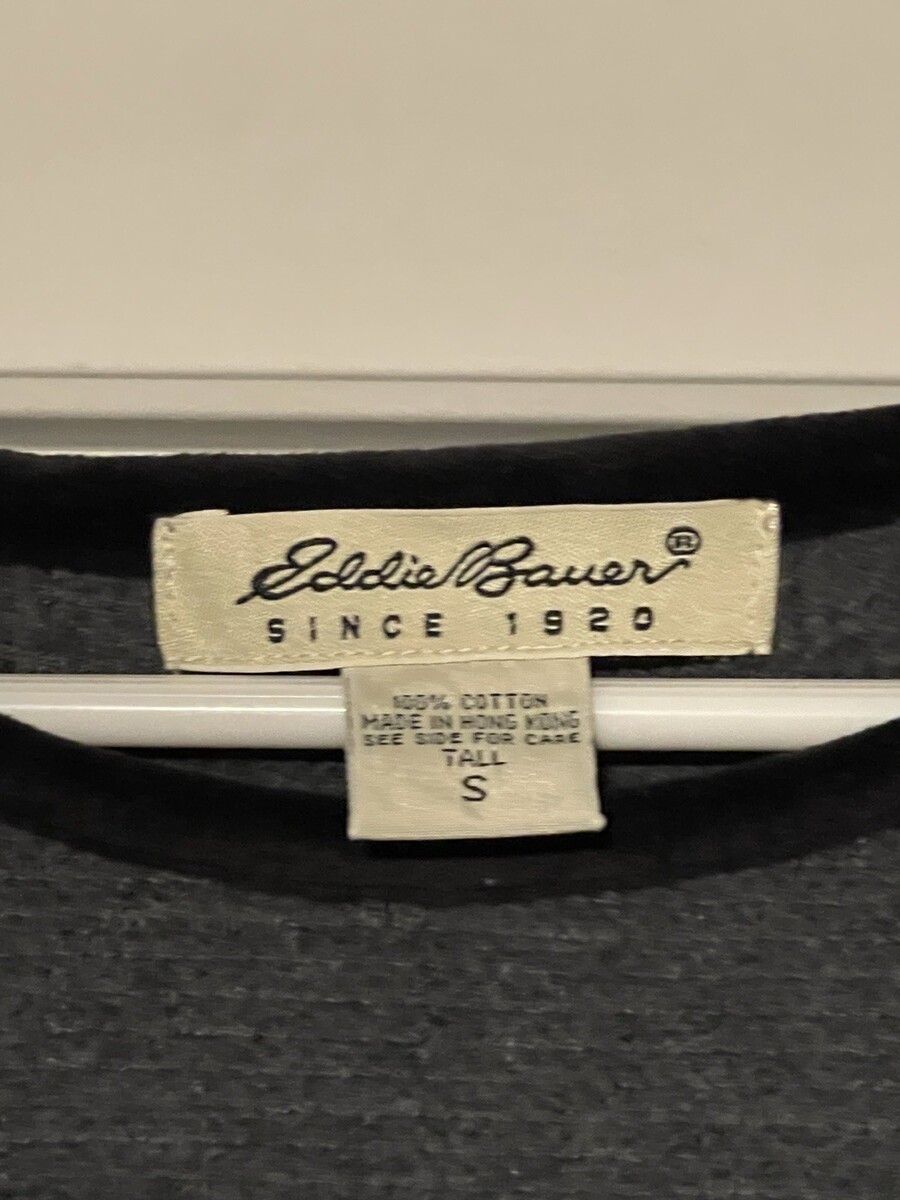 Eddie Bauer®
SINCE 1920
100% COTTON
MADE IN HONG KONG
SEE SIDE FOR CARE
TALL
S